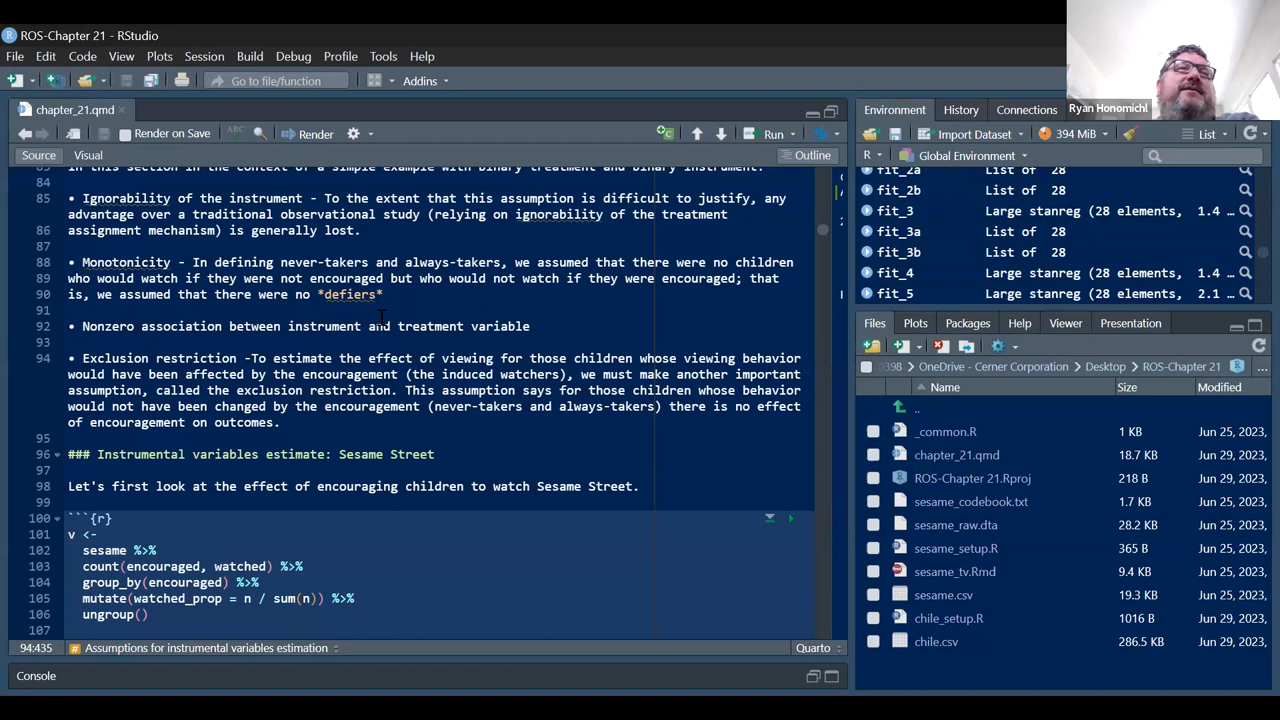 ROS-Chapter 21 - RStudio
File Edit Code View Plots Session Build Debug Profile Tools Help
Go to file/function Addins
Ryan Honomichl
chapter_21.qmd
Render on Save ABC Render Run
Source Visual Outline
84
85 • Ignorability of the instrument - To the extent that this assumption is difficult to justify, any
advantage over a traditional observational study (relying on ignorability of the treatment
86 assignment mechanism) is generally lost.
87
88 • Monotonicity - In defining never-takers and always-takers, we assumed that there were no children
89 who would watch if they were not encouraged but who would not watch if they were encouraged; that
90 is, we assumed that there were no *defiers*
91
92 • Nonzero association between instrument and treatment variable
93
94 • Exclusion restriction -To estimate the effect of viewing for those children whose viewing behavior
would have been affected by the encouragement (the induced watchers), we must make another important
assumption, called the exclusion restriction. This assumption says for those children whose behavior
would not have been changed by the encouragement (never-takers and always-takers) there is no effect
of encouragement on outcomes.
95
96 ### Instrumental variables estimate: Sesame Street
97
98 Let's first look at the effect of encouraging children to watch Sesame Street.
99
100 ```{r}
101 v <-
102 sesame %>%
103 count(encouraged, watched) %>%
104 group_by(encouraged) %>%
105 mutate(watched_prop = n / sum(n)) %>%
106 ungroup()
107
94:435 Assumptions for instrumental variables estimation Quarto
Console
Environment History Connections
Import Dataset 394 MiB List
R Global Environment
fit_2a List of 28
fit_2b List of 28
fit_3 Large stanreg (28 elements, 1.4
fit_3a List of 28
fit_3b List of 28
fit_4 Large stanreg (28 elements, 1.4
fit_5 Large stanreg (28 elements, 2.1
Files Plots Packages Help Viewer Presentation
0398 OneDrive - Cerner Corporation Desktop ROS-Chapter 21 ...
Name Size Modified
..
_common.R 1 KB Jun 25, 2023,
chapter_21.qmd 18.7 KB Jun 29, 2023,
ROS-Chapter 21.Rproj 218 B Jun 29, 2023,
sesame_codebook.txt 1.7 KB Jun 25, 2023,
sesame_raw.dta 28.2 KB Jun 25, 2023,
sesame_setup.R 365 B Jun 25, 2023,
sesame_tv.Rmd 9.4 KB Jun 25, 2023,
sesame.csv 19.3 KB Jun 25, 2023,
chile_setup.R 1016 B Jun 29, 2023,
chile.csv 286.5 KB Jun 29, 2023,